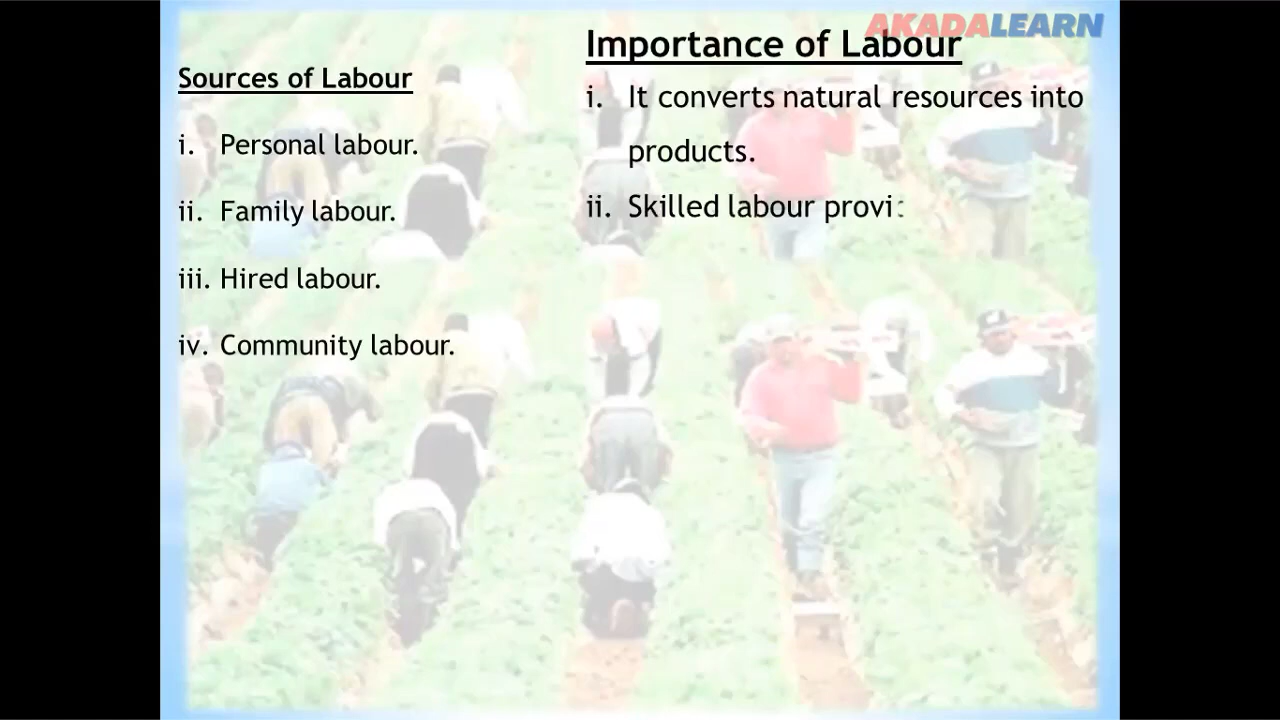 AKADALEARN
Sources of Labour
i. Personal labour.
ii. Family labour.
iii. Hired labour.
iv. Community labour.
Importance of Labour
i. It converts natural resources into
products.
ii. Skilled labour